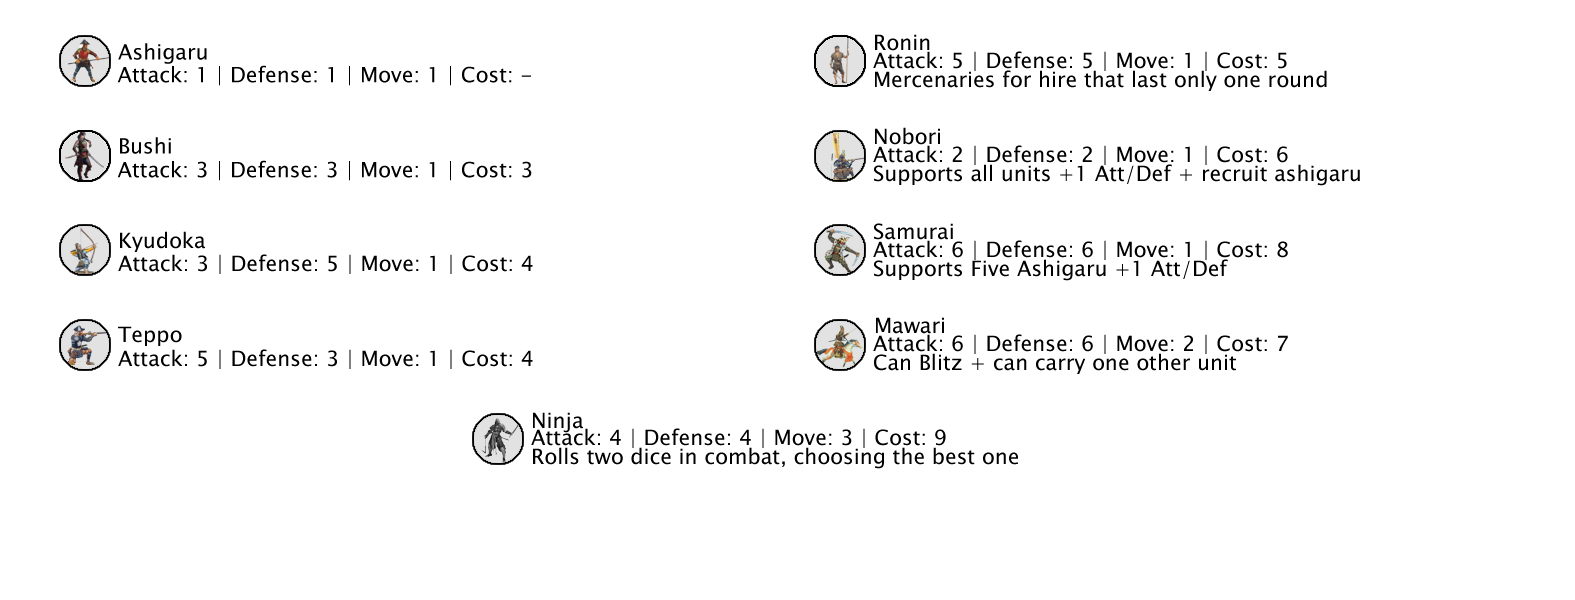 Ashigaru
Attack: 1 | Defense: 1 | Move: 1 | Cost: –
Bushi
Attack: 3 | Defense: 3 | Move: 1 | Cost: 3
Kyudoka
Attack: 3 | Defense: 5 | Move: 1 | Cost: 4
Teppo
Attack: 5 | Defense: 3 | Move: 1 | Cost: 4
Ronin
Attack: 5 | Defense: 5 | Move: 1 | Cost: 5
Mercenaries for hire that last only one round
Nobori
Attack: 2 | Defense: 2 | Move: 1 | Cost: 6
Supports all units +1 Att/Def + recruit ashigaru
Samurai
Attack: 6 | Defense: 6 | Move: 1 | Cost: 8
Supports Five Ashigaru +1 Att/Def
Mawari
Attack: 6 | Defense: 6 | Move: 2 | Cost: 7
Can Blitz + can carry one other unit
Ninja
Attack: 4 | Defense: 4 | Move: 3 | Cost: 9
Rolls two dice in combat, choosing the best one